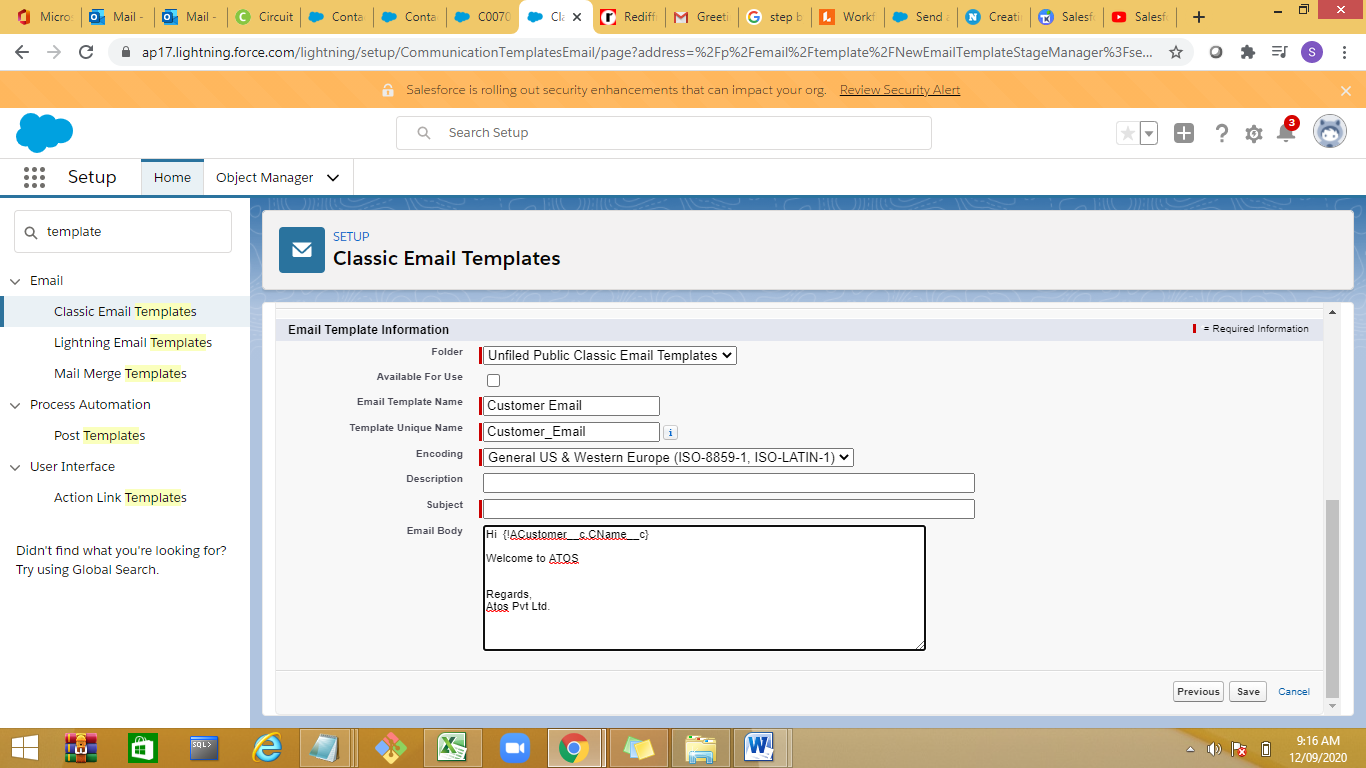 Micros
Mail -
Mail -
Circuit
Conta
Conta
C0070
Cla
Rediff
Greeti
step b
Workf
Send a
Creatin
Salesf
Salesf
ap17.lightning.force.com/lightning/setup/CommunicationTemplatesEmail/page?address=%2Fp%2Femail%2Ftemplate%2FNewEmailTemplateStageManager%3Fse...
S
Salesforce is rolling out security enhancements that can impact your org. Review Security Alert
Search Setup
3
Setup
Home
Object Manager
template
Email
Classic Email Templates
Lightning Email Templates
Mail Merge Templates
Process Automation
Post Templates
User Interface
Action Link Templates
Didn't find what you're looking for?
Try using Global Search.
SETUP
Classic Email Templates
Email Template Information
= Required Information
Folder
Unfiled Public Classic Email Templates
Available For Use
Email Template Name
Customer Email
Template Unique Name
Customer_Email
i
Encoding
General US & Western Europe (ISO-8859-1, ISO-LATIN-1)
Description
Subject
Email Body
Hi {!ACustomer__c.CName__c}
Welcome to ATOS
Regards,
Atos Pvt Ltd.
Previous
Save
Cancel
SQL>
9:16 AM
12/09/2020